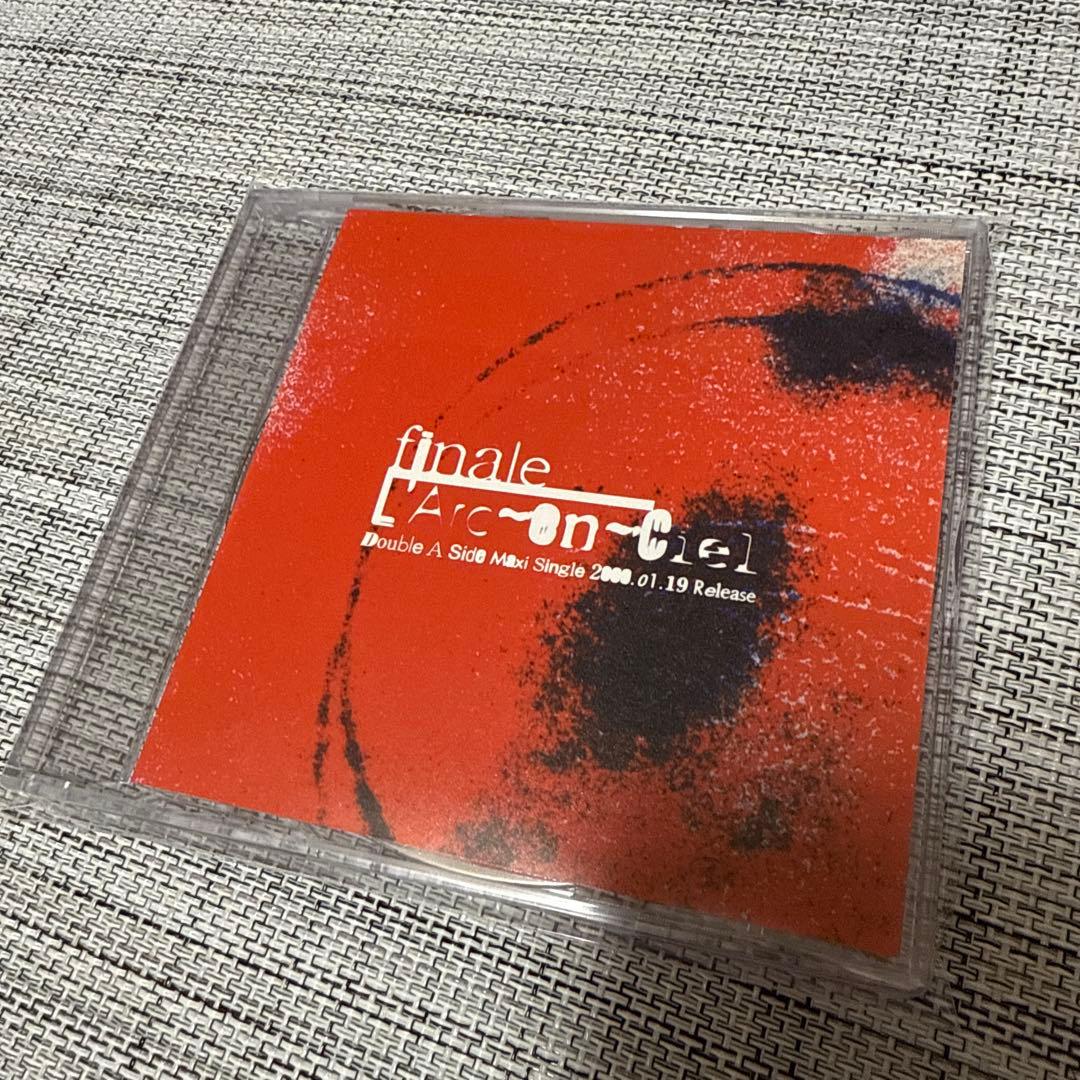 finale
L'Arc~en~Ciel
Double A Side Maxi Single 2000.01.19 Release